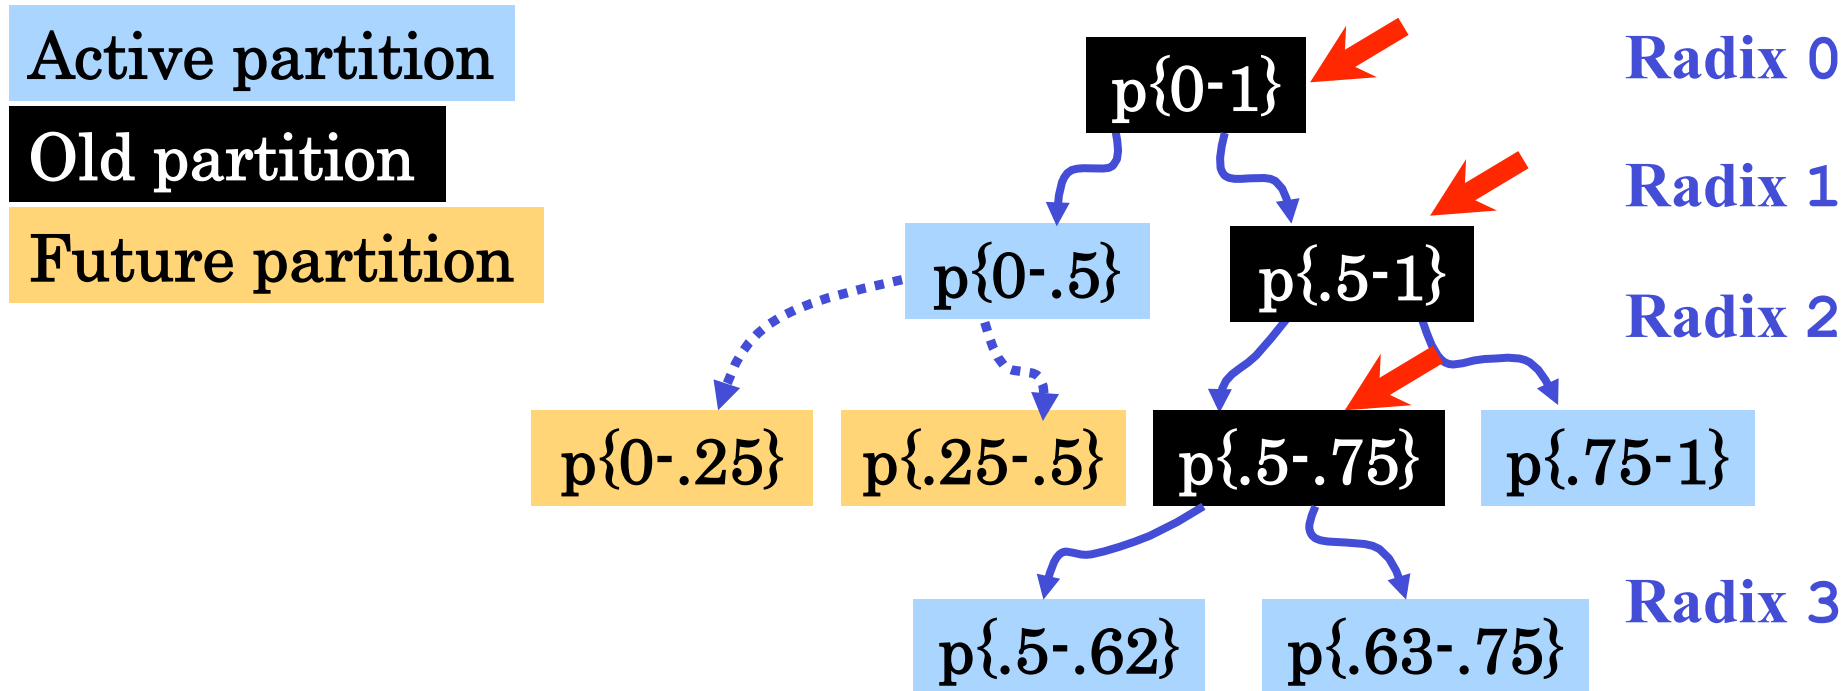 Active partition
Old partition
Future partition
p{0-1}
Radix 0
Radix 1
p{0-.5}
p{.5-1}
Radix 2
p{0-.25}
p{.25-.5}
p{.5-.75}
p{.75-1}
Radix 3
p{.5-.62}
p{.63-.75}